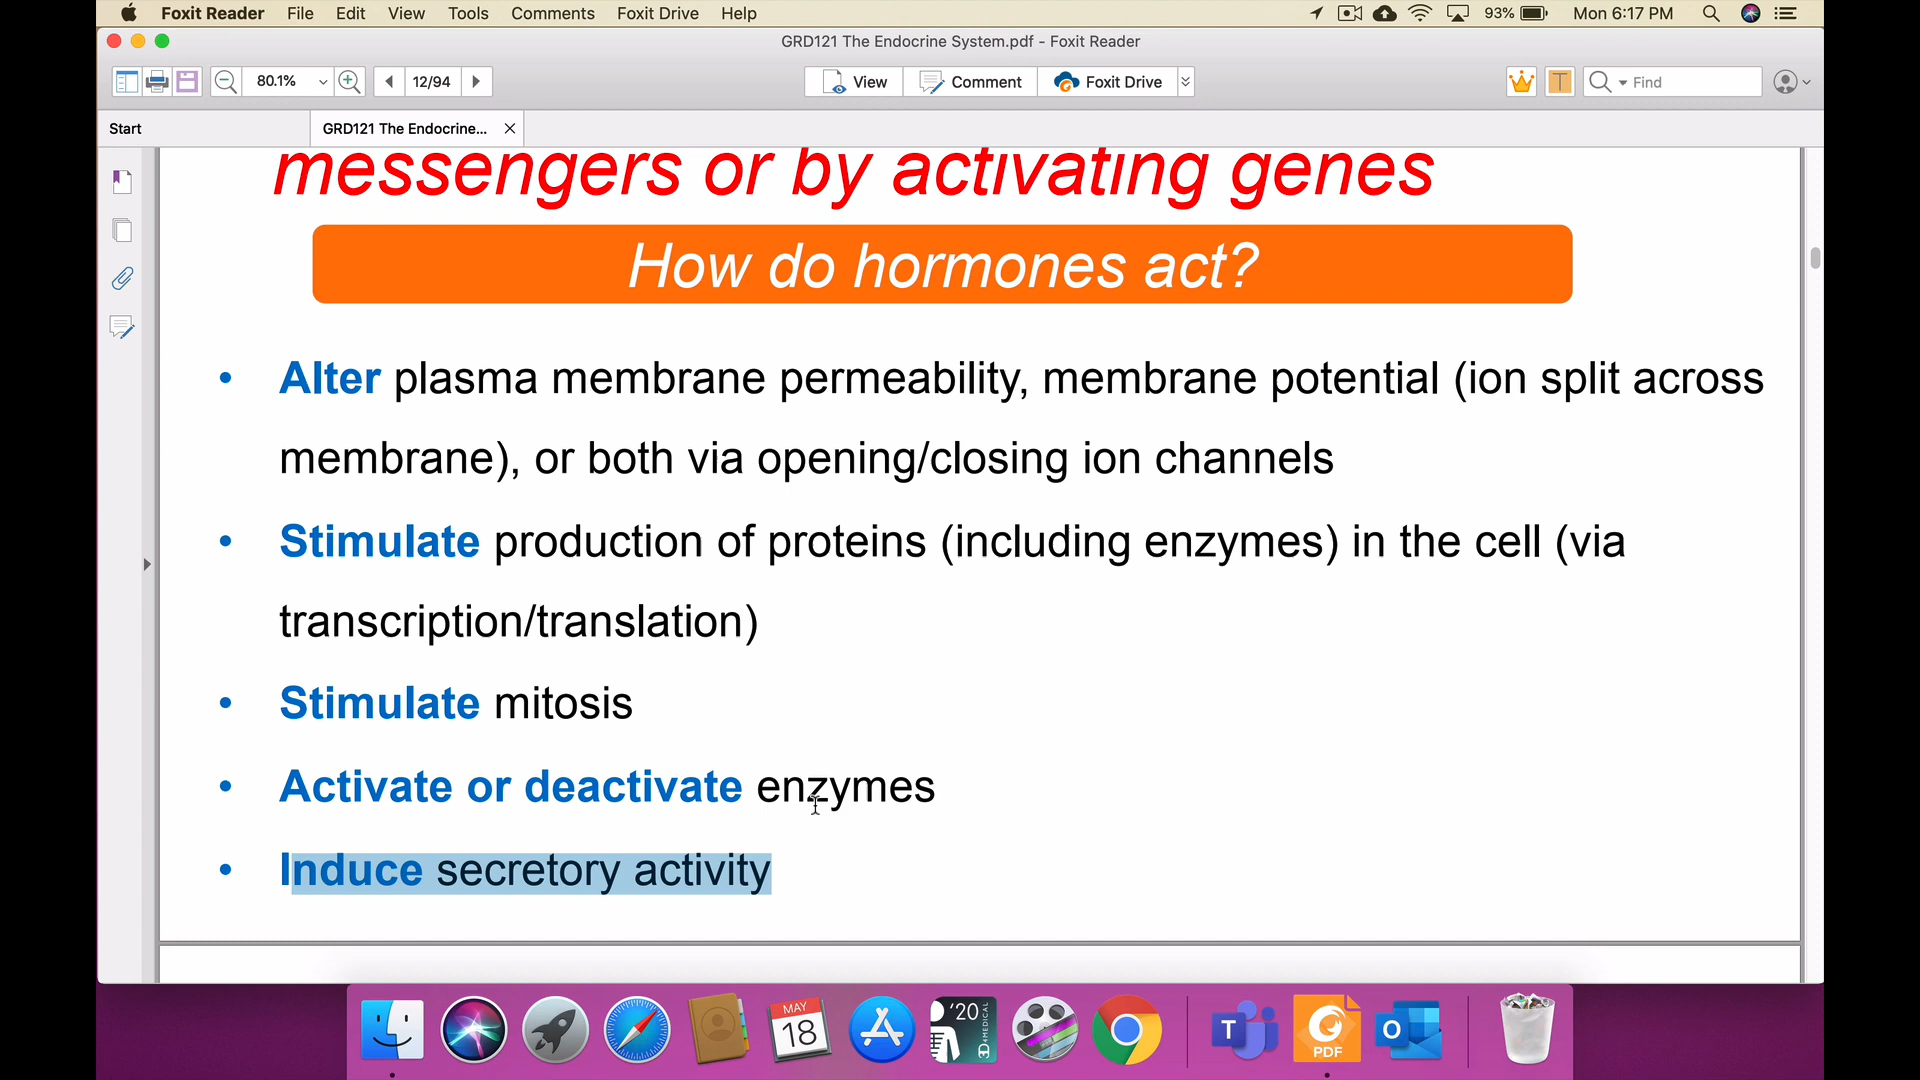 Foxit Reader File Edit View Tools Comments Foxit Drive Window Help 93% Mon 6:17 PM
GRD121 The Endocrine System.pdf - Foxit Reader
80.1% 12/94 View Comment Foxit Drive T Find
Start GRD121 The Endocrine...
messengers or by activating genes
How do hormones act?
• Alter plasma membrane permeability, membrane potential (ion split across
membrane), or both via opening/closing ion channels
• Stimulate production of proteins (including enzymes) in the cell (via
transcription/translation)
• Stimulate mitosis
• Activate or deactivate enzymes
• Induce secretory activity
MAY
18
'20
3D4MEDICAL
T
PDF
O